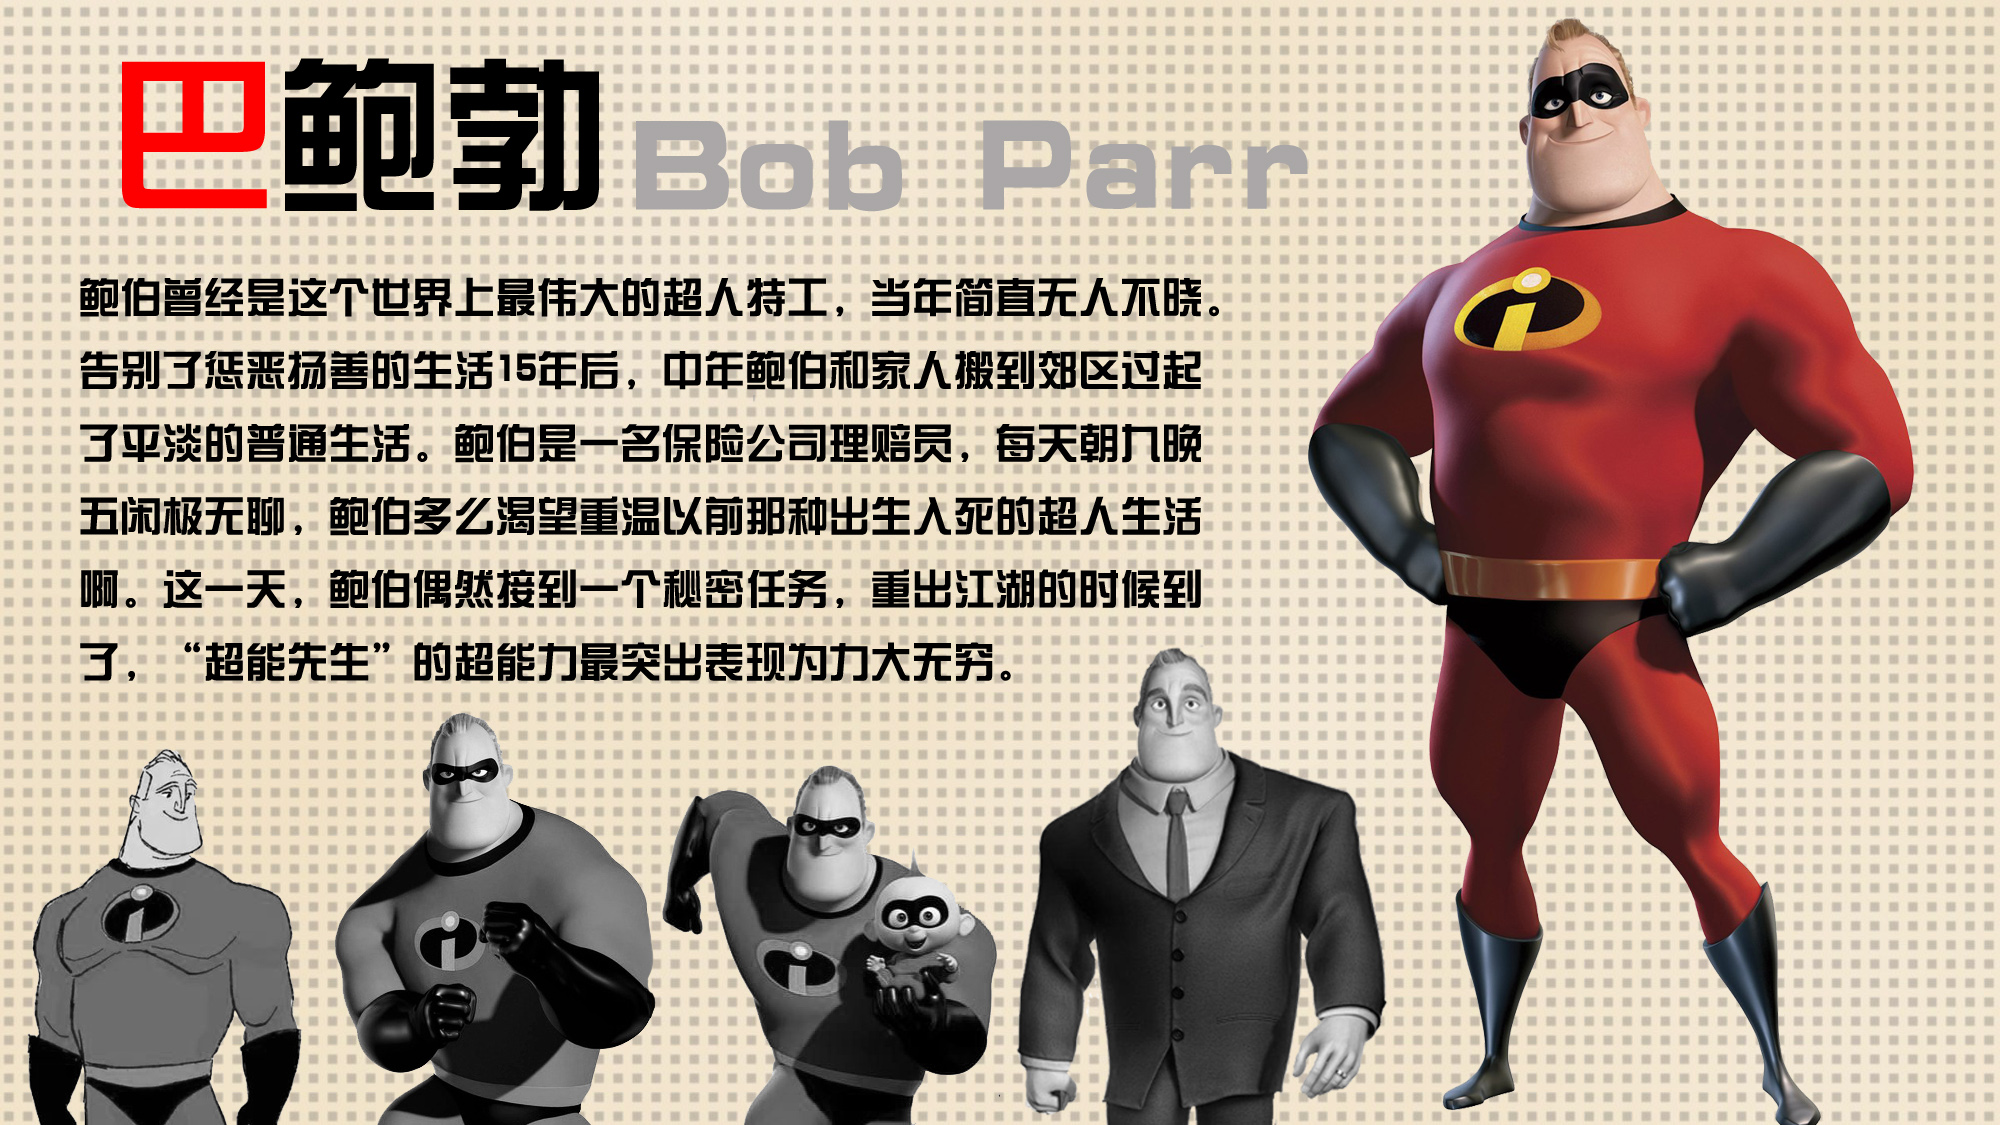 巴鲍勃 Bob Parr
鲍伯曾经是这个世界上最伟大的超人特工，当年简直无人不晓。
告别了惩恶扬善的生活15年后，中年鲍伯和家人搬到郊区过起
了平淡的普通生活。鲍伯是一名保险公司理赔员，每天朝九晚
五闲极无聊，鲍伯多么渴望重温以前那种出生入死的超人生活
啊。这一天，鲍伯偶然接到一个秘密任务，重出江湖的时候到
了，“超能先生”的超能力最突出表现为力大无穷。